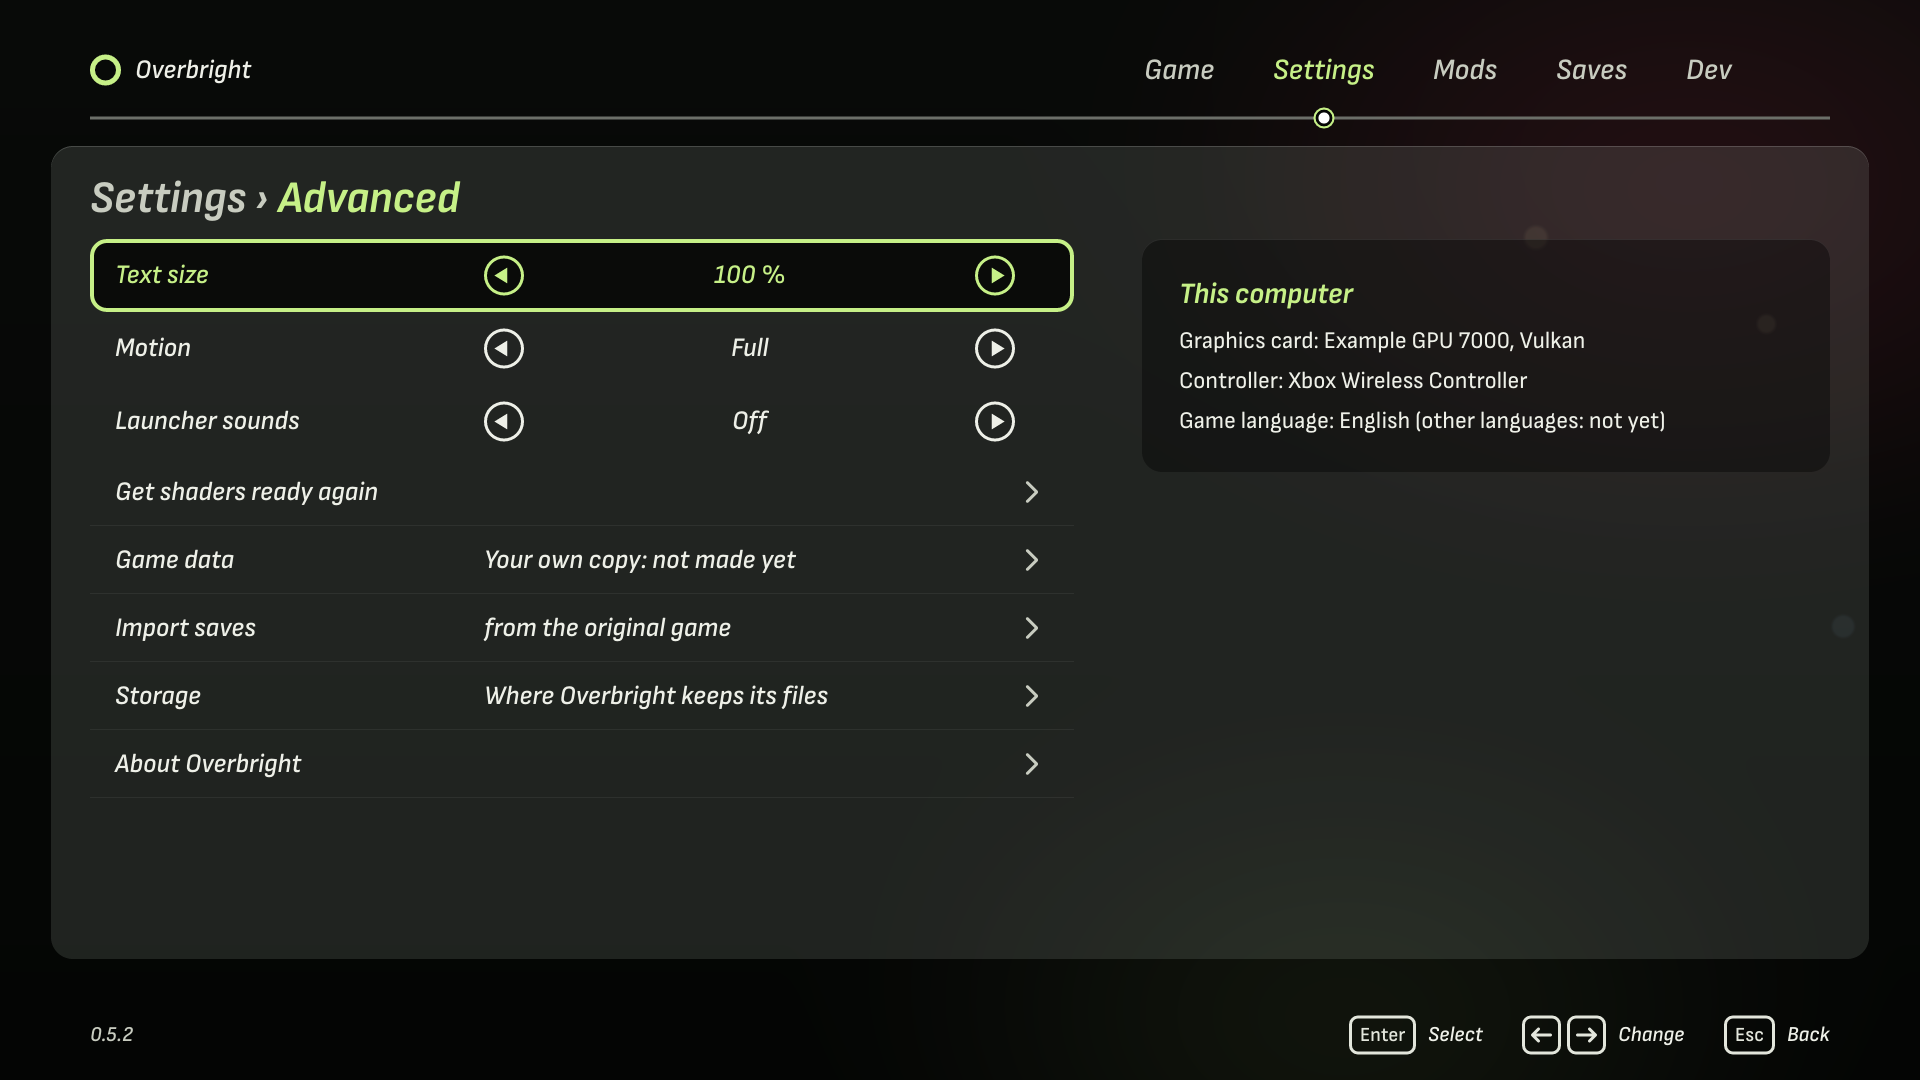 Overbright
Game Settings Mods Saves Dev
Settings › Advanced
Text size 100 %
Motion Full
Launcher sounds Off
Get shaders ready again
Game data Your own copy: not made yet
Import saves from the original game
Storage Where Overbright keeps its files
About Overbright
This computer
Graphics card: Example GPU 7000, Vulkan
Controller: Xbox Wireless Controller
Game language: English (other languages: not yet)
0.5.2
Enter Select ← → Change Esc Back